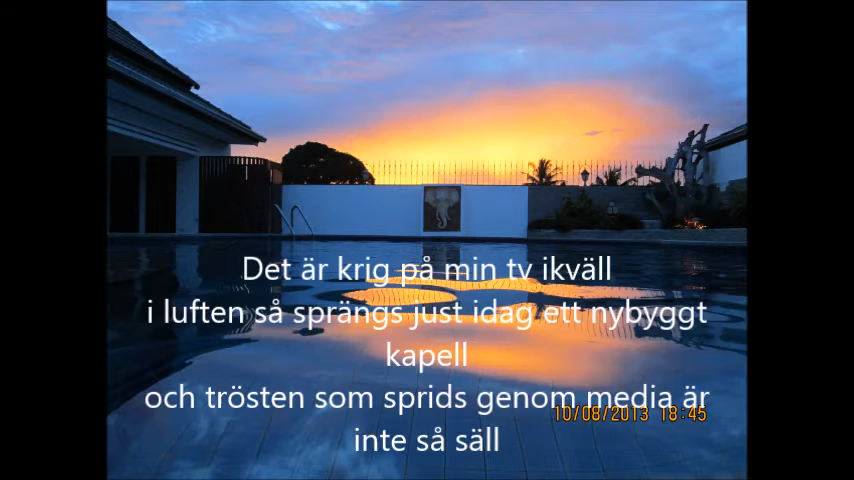 Det är krig på min tv ikväll
i luften så sprängs just idag ett nybyggt
kapell
och trösten som sprids genom media är
10/08/2013 18:45
inte så säll